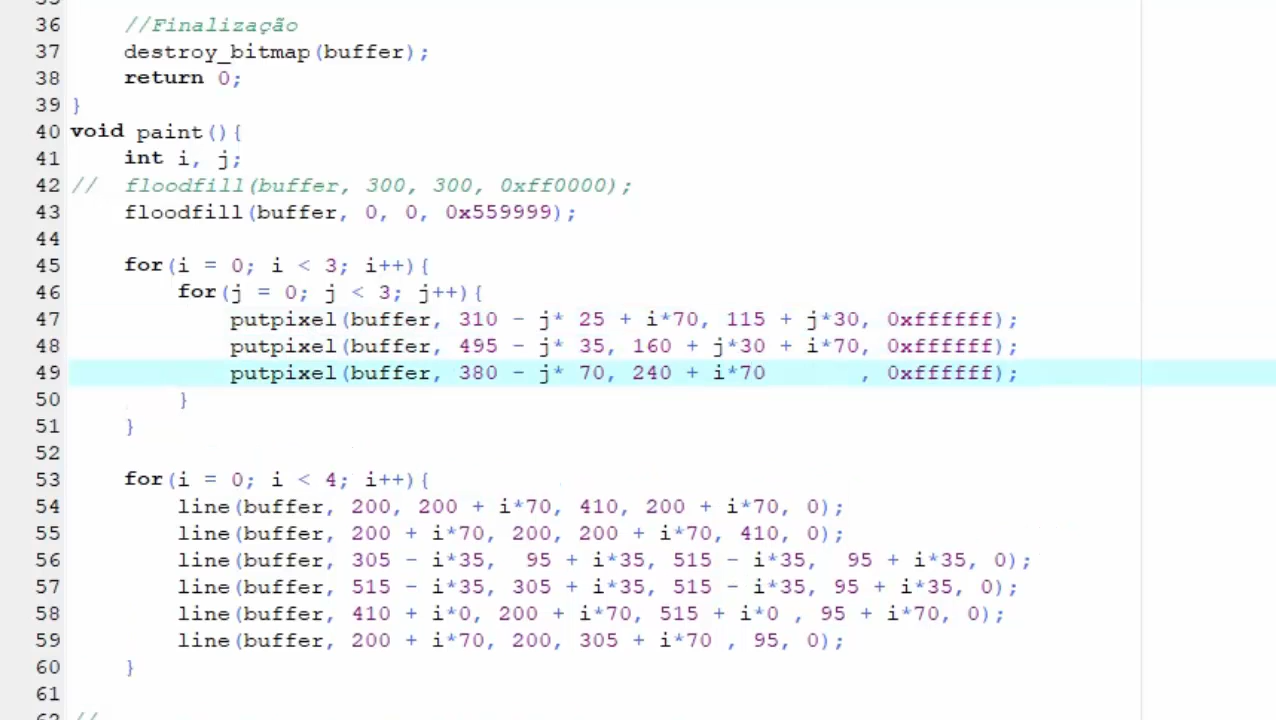 36 //Finalização
37 destroy_bitmap(buffer);
38 return 0;
39 }
40 void paint(){
41 int i, j;
42 // floodfill(buffer, 300, 300, 0xff0000);
43 floodfill(buffer, 0, 0, 0x559999);
44
45 for(i = 0; i < 3; i++){
46 for(j = 0; j < 3; j++){
47 putpixel(buffer, 310 - j* 25 + i*70, 115 + j*30, 0xffffff);
48 putpixel(buffer, 495 - j* 35, 160 + j*30 + i*70, 0xffffff);
49 putpixel(buffer, 380 - j* 70, 240 + i*70 , 0xffffff);
50 }
51 }
52
53 for(i = 0; i < 4; i++){
54 line(buffer, 200, 200 + i*70, 410, 200 + i*70, 0);
55 line(buffer, 200 + i*70, 200, 200 + i*70, 410, 0);
56 line(buffer, 305 - i*35, 95 + i*35, 515 - i*35, 95 + i*35, 0);
57 line(buffer, 515 - i*35, 305 + i*35, 515 - i*35, 95 + i*35, 0);
58 line(buffer, 410 + i*0, 200 + i*70, 515 + i*0 , 95 + i*70, 0);
59 line(buffer, 200 + i*70, 200, 305 + i*70 , 95, 0);
60 }
61
62 //